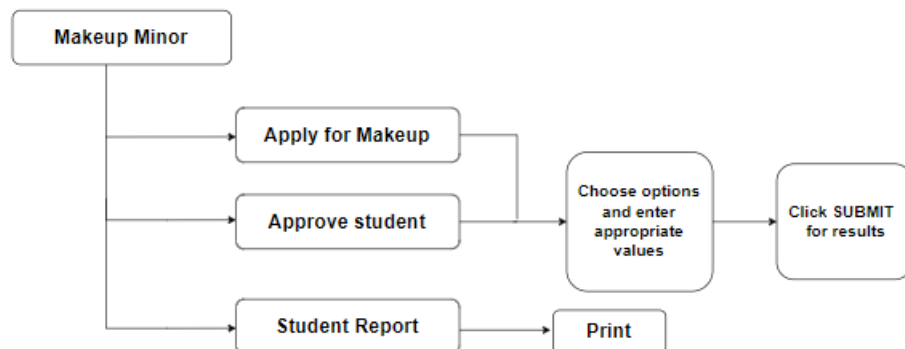 Makeup Minor
Apply for Makeup
Approve student
Choose options
and enter
appropriate
values
Click SUBMIT
for results
Student Report
Print